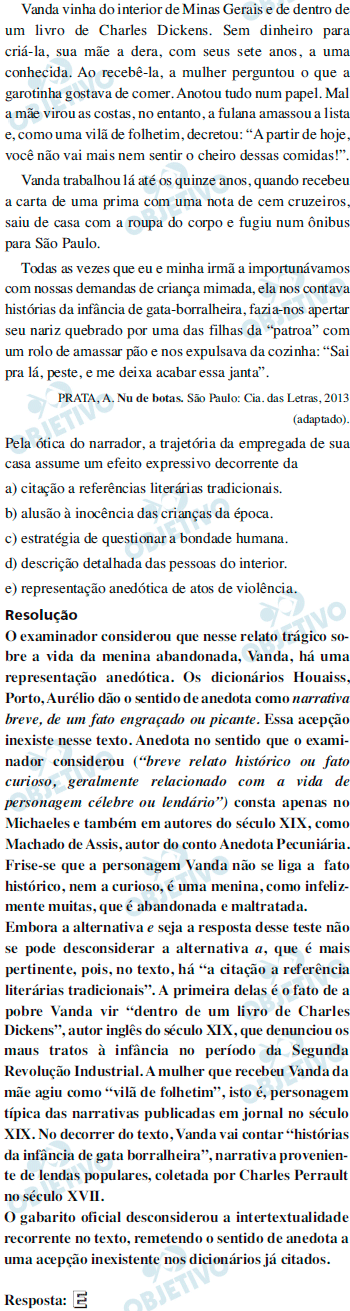 Vanda vinha do interior de Minas Gerais e de dentro de
um livro de Charles Dickens. Sem dinheiro para
criá-la, sua mãe a dera, com seus sete anos, a uma
conhecida. Ao recebê-la, a mulher perguntou o que a
garotinha gostava de comer. Anotou tudo num papel. Mal
a mãe virou as costas, no entanto, a fulana amassou a lista
e, como uma vilã de folhetim, decretou: “A partir de hoje,
você não vai mais nem sentir o cheiro dessas comidas!”.
Vanda trabalhou lá até os quinze anos, quando recebeu
a carta de uma prima com uma nota de cem cruzeiros,
saiu de casa com a roupa do corpo e fugiu num ônibus
para São Paulo.
Todas as vezes que eu e minha irmã a importunávamos
com nossas demandas de criança mimada, ela nos contava
histórias da infância de gata-borralheira, fazia-nos apertar
seu nariz quebrado por uma das filhas da “patroa” com
um rolo de amassar pão e nos expulsava da cozinha: “Sai
pra lá, peste, e me deixa acabar essa janta”.
PRATA, A. Nu de botas. São Paulo: Cia. das Letras, 2013
(adaptado).
Pela ótica do narrador, a trajetória da empregada de sua
casa assume um efeito expressivo decorrente da
a) citação a referências literárias tradicionais.
b) alusão à inocência das crianças da época.
c) estratégia de questionar a bondade humana.
d) descrição detalhada das pessoas do interior.
e) representação anedótica de atos de violência.
Resolução
O examinador considerou que nesse relato trágico so-
bre a vida da menina abandonada, Vanda, há uma
representação anedótica. Os dicionários Houaiss,
Porto, Aurélio dão o sentido de anedota como narrativa
breve, de um fato engraçado ou picante. Essa acepção
inexiste nesse texto. Anedota no sentido que o exami-
nador considerou (“breve relato histórico ou fato
curioso, geralmente relacionado com a vida de
personagem célebre ou lendário”) consta apenas no
Michaeles e também em autores do século XIX, como
Machado de Assis, autor do conto Anedota Pecuniária.
Frise-se que a personagem Vanda não se liga a fato
histórico, nem a curioso, é uma menina, como infeliz-
mente muitas, que é abandonada e maltratada.
Embora a alternativa e seja a resposta desse teste não
se pode desconsiderar a alternativa a, que é mais
pertinente, pois, no texto, há “a citação a referência
literárias tradicionais”. A primeira delas é o fato de a
pobre Vanda vir “dentro de um livro de Charles
Dickens”, autor inglês do século XIX, que denunciou os
maus tratos à infância no período da Segunda
Revolução Industrial. A mulher que recebeu Vanda da
mãe agiu como “vilã de folhetim”, isto é, personagem
típica das narrativas publicadas em jornal no século
XIX. No decorrer do texto, Vanda vai contar “histórias
da infância de gata borralheira”, narrativa provenien-
te de lendas populares, coletada por Charles Perrault
no século XVII.
O gabarito oficial desconsiderou a intertextualidade
recorrente no texto, remetendo o sentido de anedota a
uma acepção inexistente nos dicionários já citados.
Resposta: E